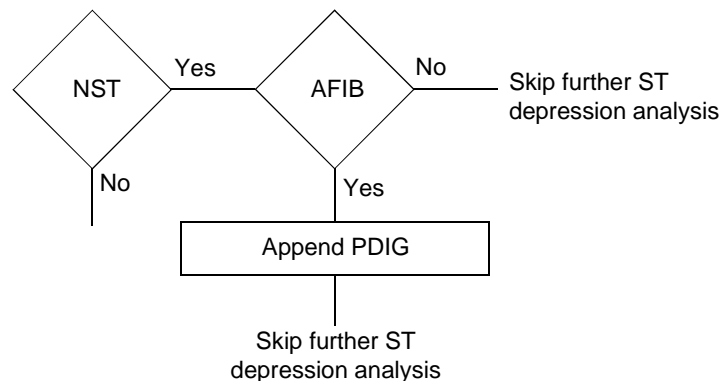 NST
Yes
AFIB
No
Skip further ST
depression analysis
No
Yes
Append PDIG
Skip further ST
depression analysis